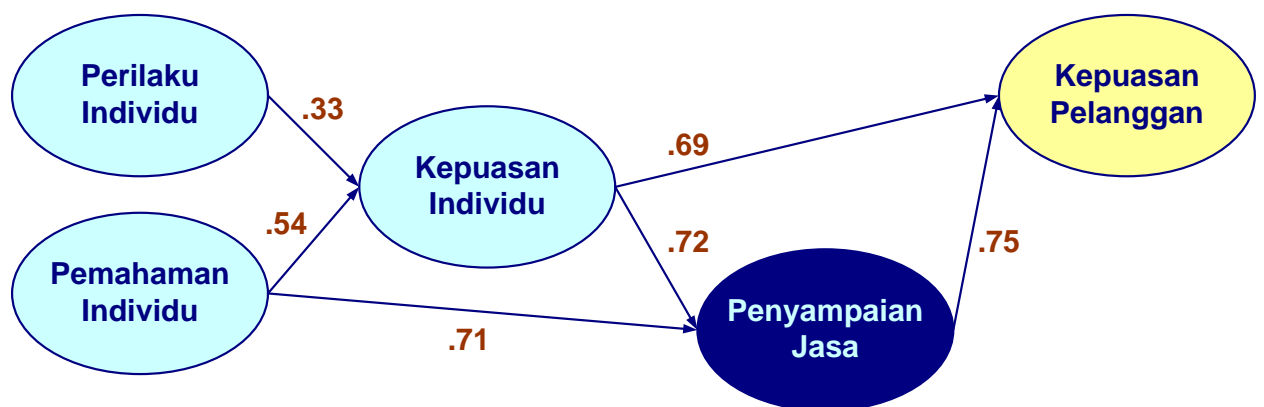 Perilaku
Individu
Kepuasan
Pelanggan
.33
.69
Kepuasan
Individu
.54
.72
.75
Pemahaman
Individu
Penyampaian
Jasa
.71